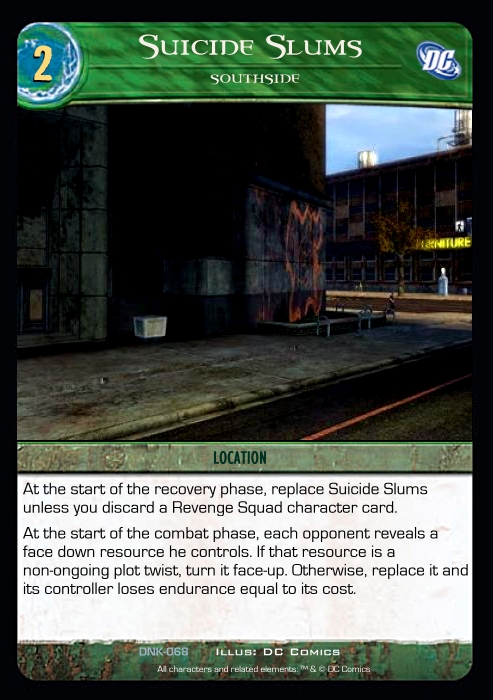 2
Suicide Slums
Southside
DC
FURNITURE
LOCATION
At the start of the recovery phase, replace Suicide Slums
unless you discard a Revenge Squad character card.
At the start of the combat phase, each opponent reveals a
face down resource he controls. If that resource is a
non-ongoing plot twist, turn it face-up. Otherwise, replace it and
its controller loses endurance equal to its cost.
DNK-068 Illus: DC Comics
All characters and related elements: ™ & © DC Comics